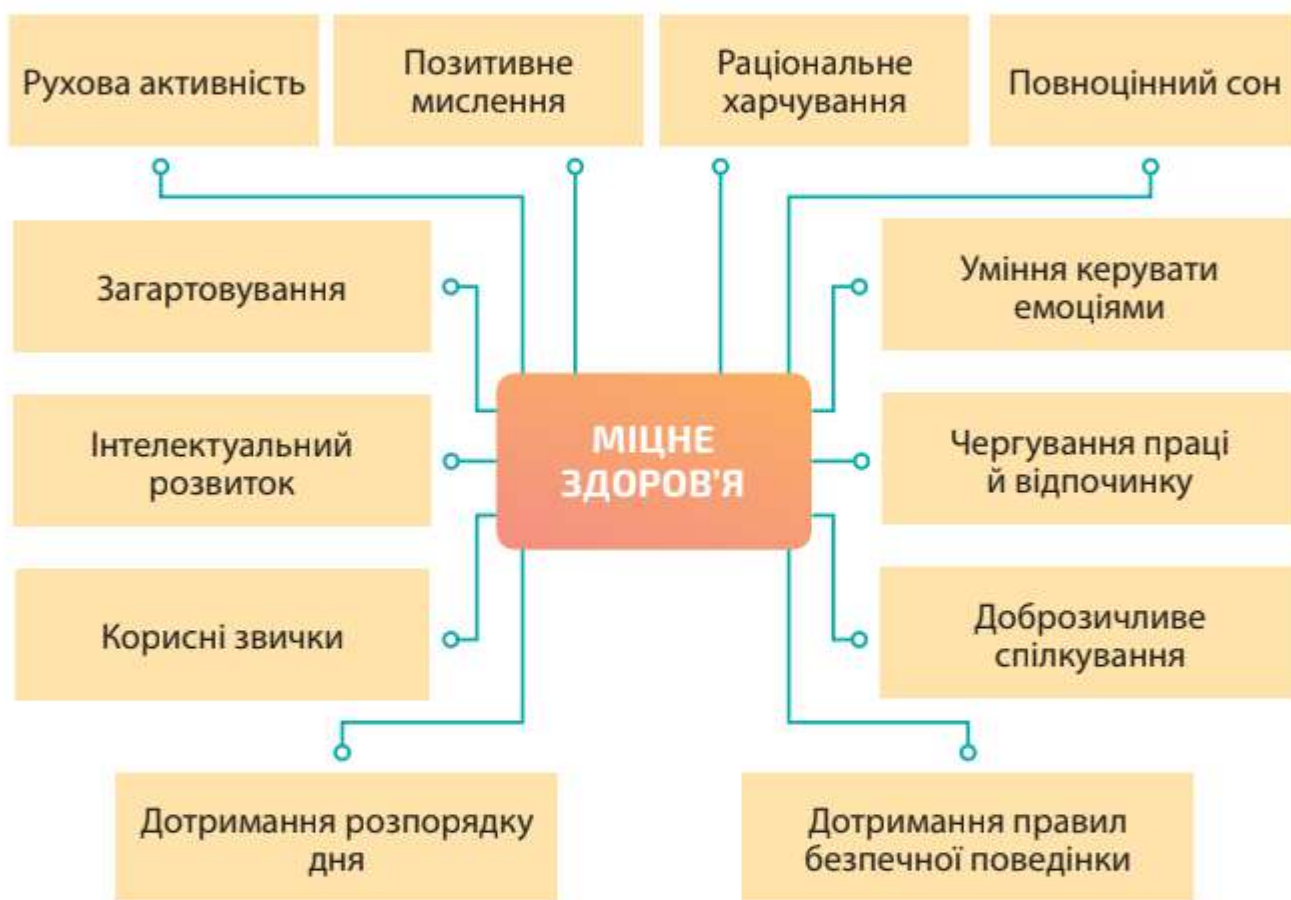 Рухова активність
Позитивне
мислення
Раціональне
харчування
Повноцінний сон
Загартовування
Уміння керувати
емоціями
Інтелектуальний
розвиток
МІЦНЕ
ЗДОРОВ'Я
Чергування праці
й відпочинку
Корисні звички
Доброзичливе
спілкування
Дотримання розпорядку
дня
Дотримання правил
безпечної поведінки